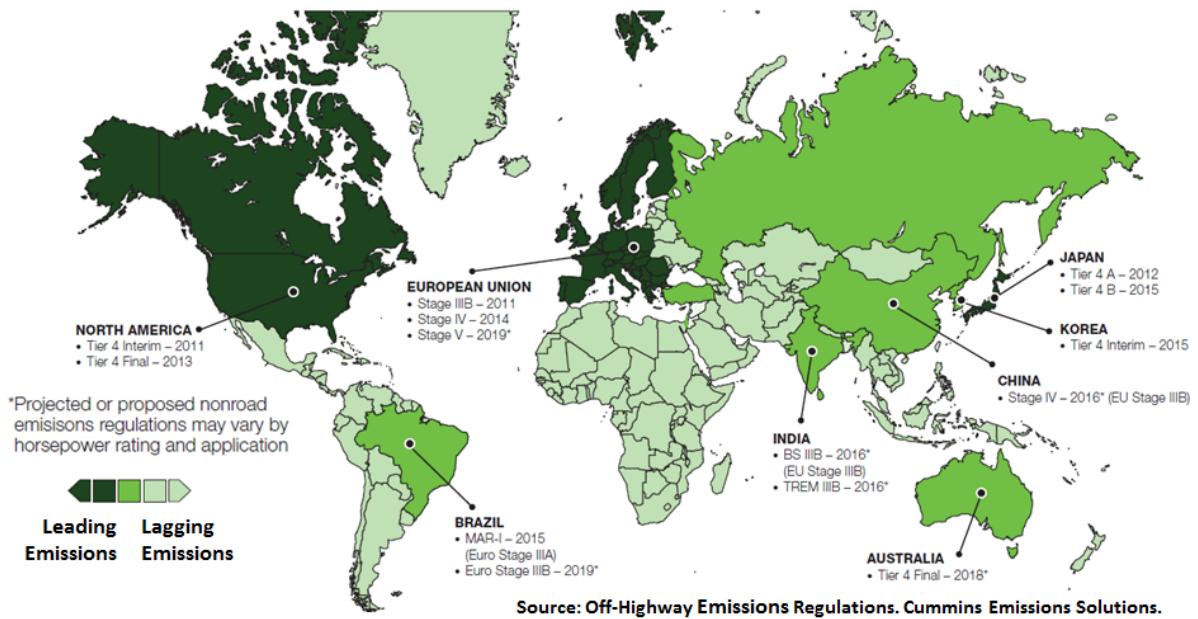 NORTH AMERICA
• Tier 4 Interim – 2011
• Tier 4 Final – 2013
EUROPEAN UNION
• Stage IIIB – 2011
• Stage IV – 2014
• Stage V – 2019*
JAPAN
• Tier 4 A – 2012
• Tier 4 B – 2015
KOREA
• Tier 4 Interim – 2015
CHINA
• Stage IV – 2016* (EU Stage IIIB)
INDIA
• BS IIIB – 2016*
(EU Stage IIIB)
• TREM IIIB – 2016*
BRAZIL
• MAR-I – 2015
(Euro Stage IIIA)
• Euro Stage IIIB – 2019*
AUSTRALIA
• Tier 4 Final – 2018*
*Projected or proposed nonroad
emisisons regulations may vary by
horsepower rating and application
Leading
Emissions
Lagging
Emissions
Source: Off-Highway Emissions Regulations. Cummins Emissions Solutions.